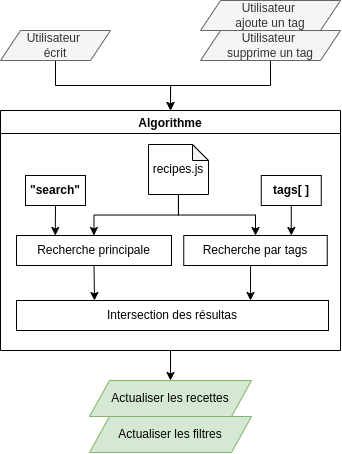 Utilisateur
ajoute un tag
Utilisateur
écrit
Utilisateur
supprime un tag
Algorithme
recipes.js
"search"
tags[ ]
Recherche principale
Recherche par tags
Intersection des résultas
Actualiser les recettes
Actualiser les filtres